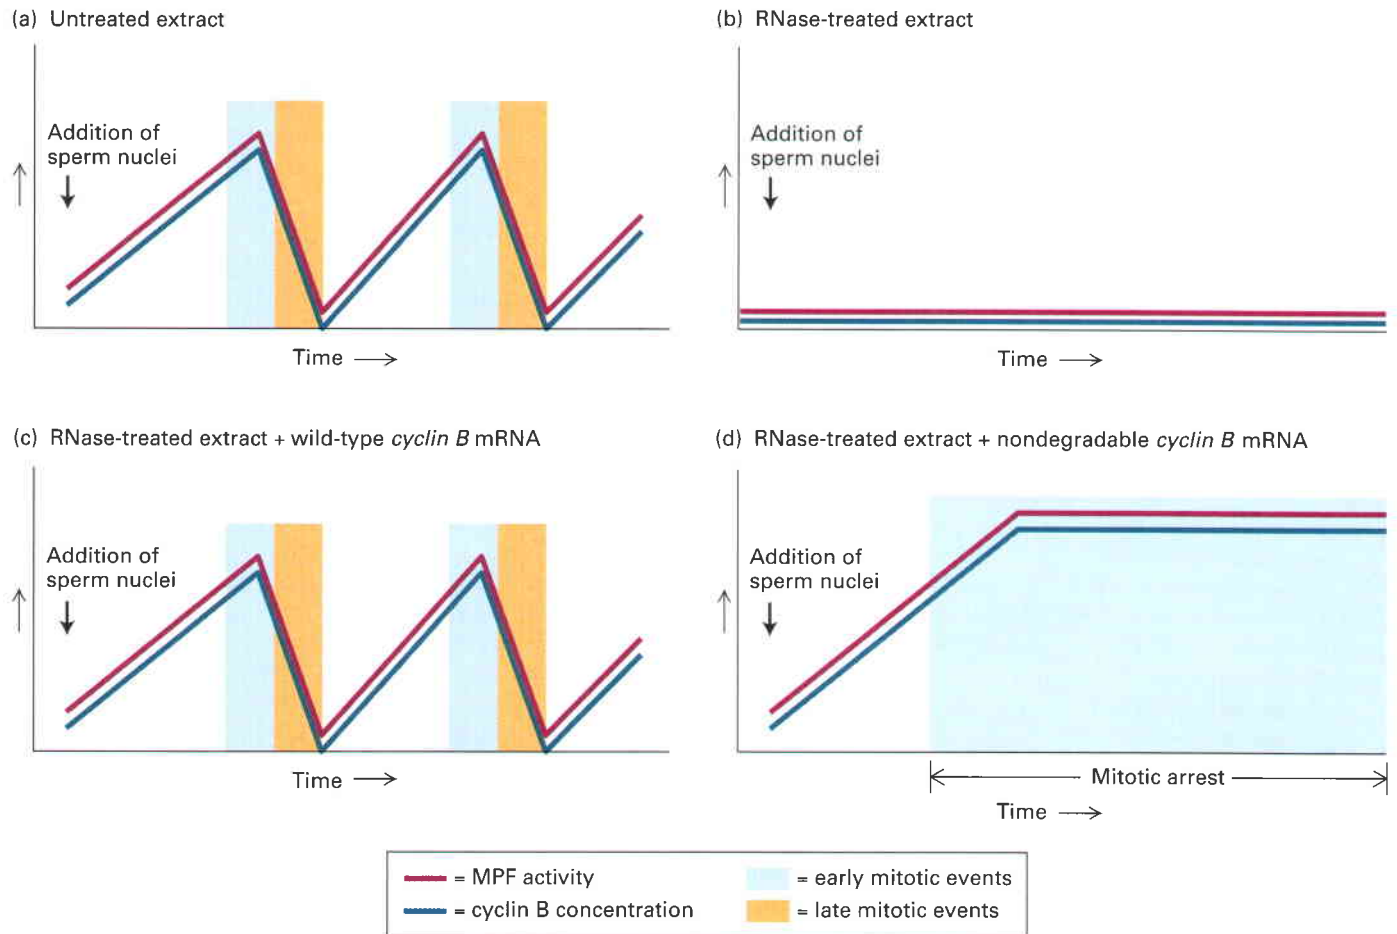 (a) Untreated extract
Addition of
sperm nuclei
Time
(b) RNase-treated extract
Addition of
sperm nuclei
Time
(c) RNase-treated extract + wild-type cyclin B mRNA
Addition of
sperm nuclei
Time
(d) RNase-treated extract + nondegradable cyclin B mRNA
Addition of
sperm nuclei
Mitotic arrest
Time
= MPF activity
= cyclin B concentration
= early mitotic events
= late mitotic events